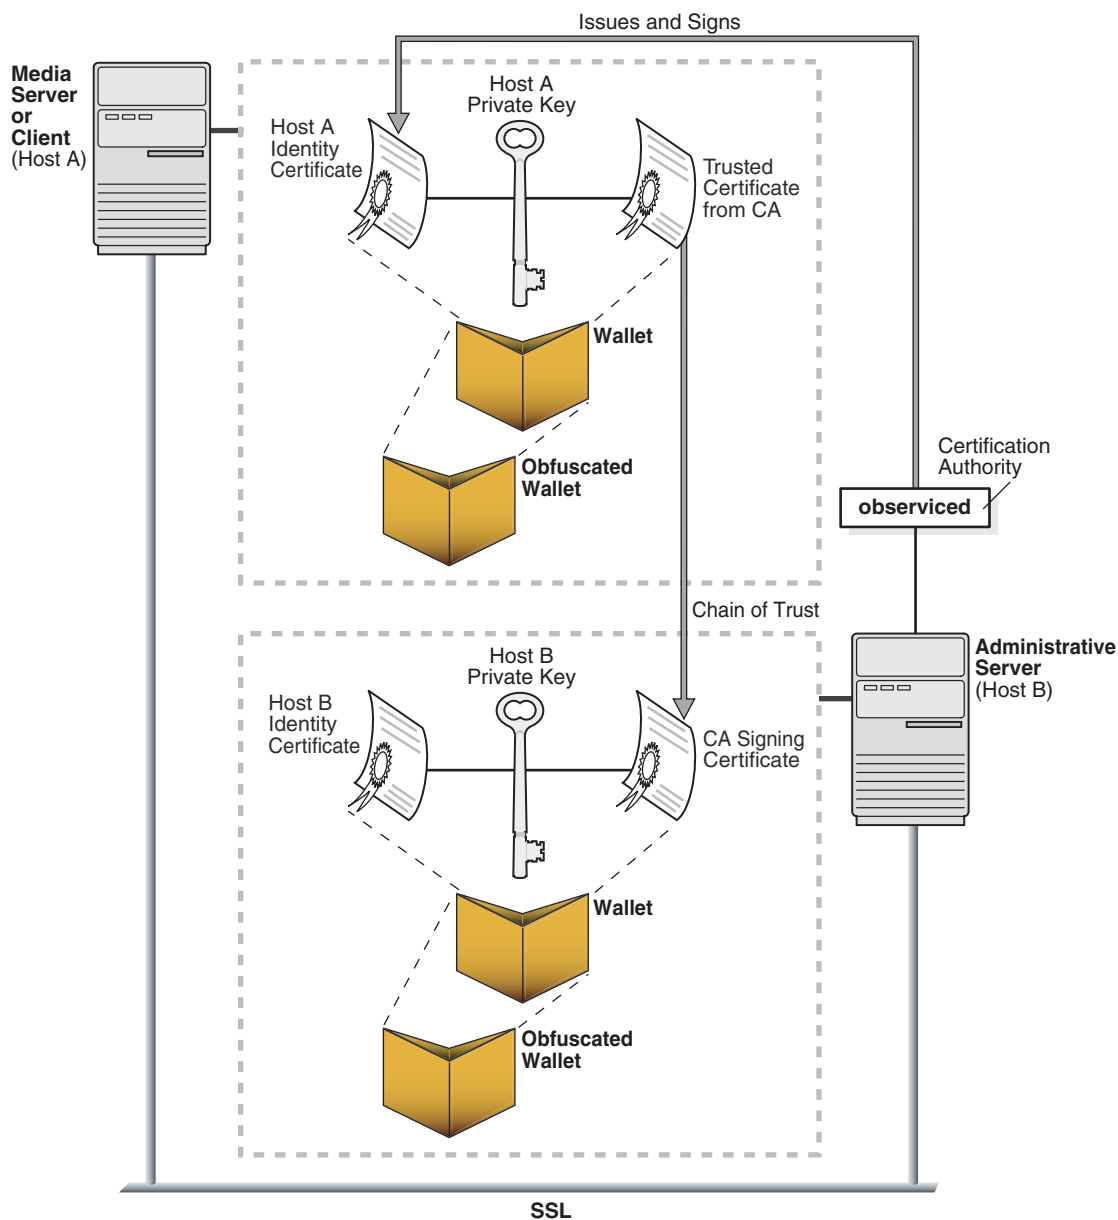 Issues and Signs
Media
Server
or
Client
(Host A)
Host A
Private Key
Host A
Identity
Certificate
Trusted
Certificate
from CA
Wallet
Obfuscated
Wallet
Certification
Authority
observiced
Chain of Trust
Administrative
Server
(Host B)
Host B
Private Key
Host B
Identity
Certificate
CA Signing
Certificate
Wallet
Obfuscated
Wallet
SSL